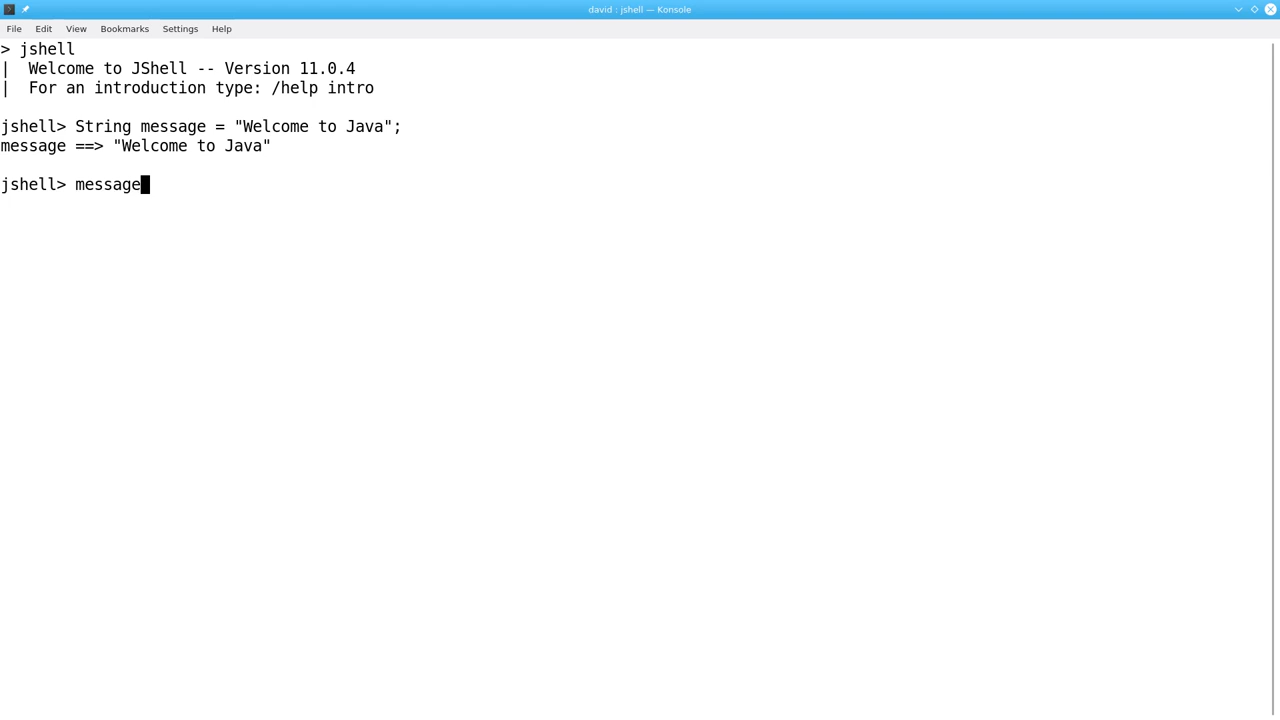 david : jshell — Konsole
File Edit View Bookmarks Settings Help
> jshell
|  Welcome to JShell -- Version 11.0.4
|  For an introduction type: /help intro
jshell> String message = "Welcome to Java";
message ==> "Welcome to Java"
jshell> message